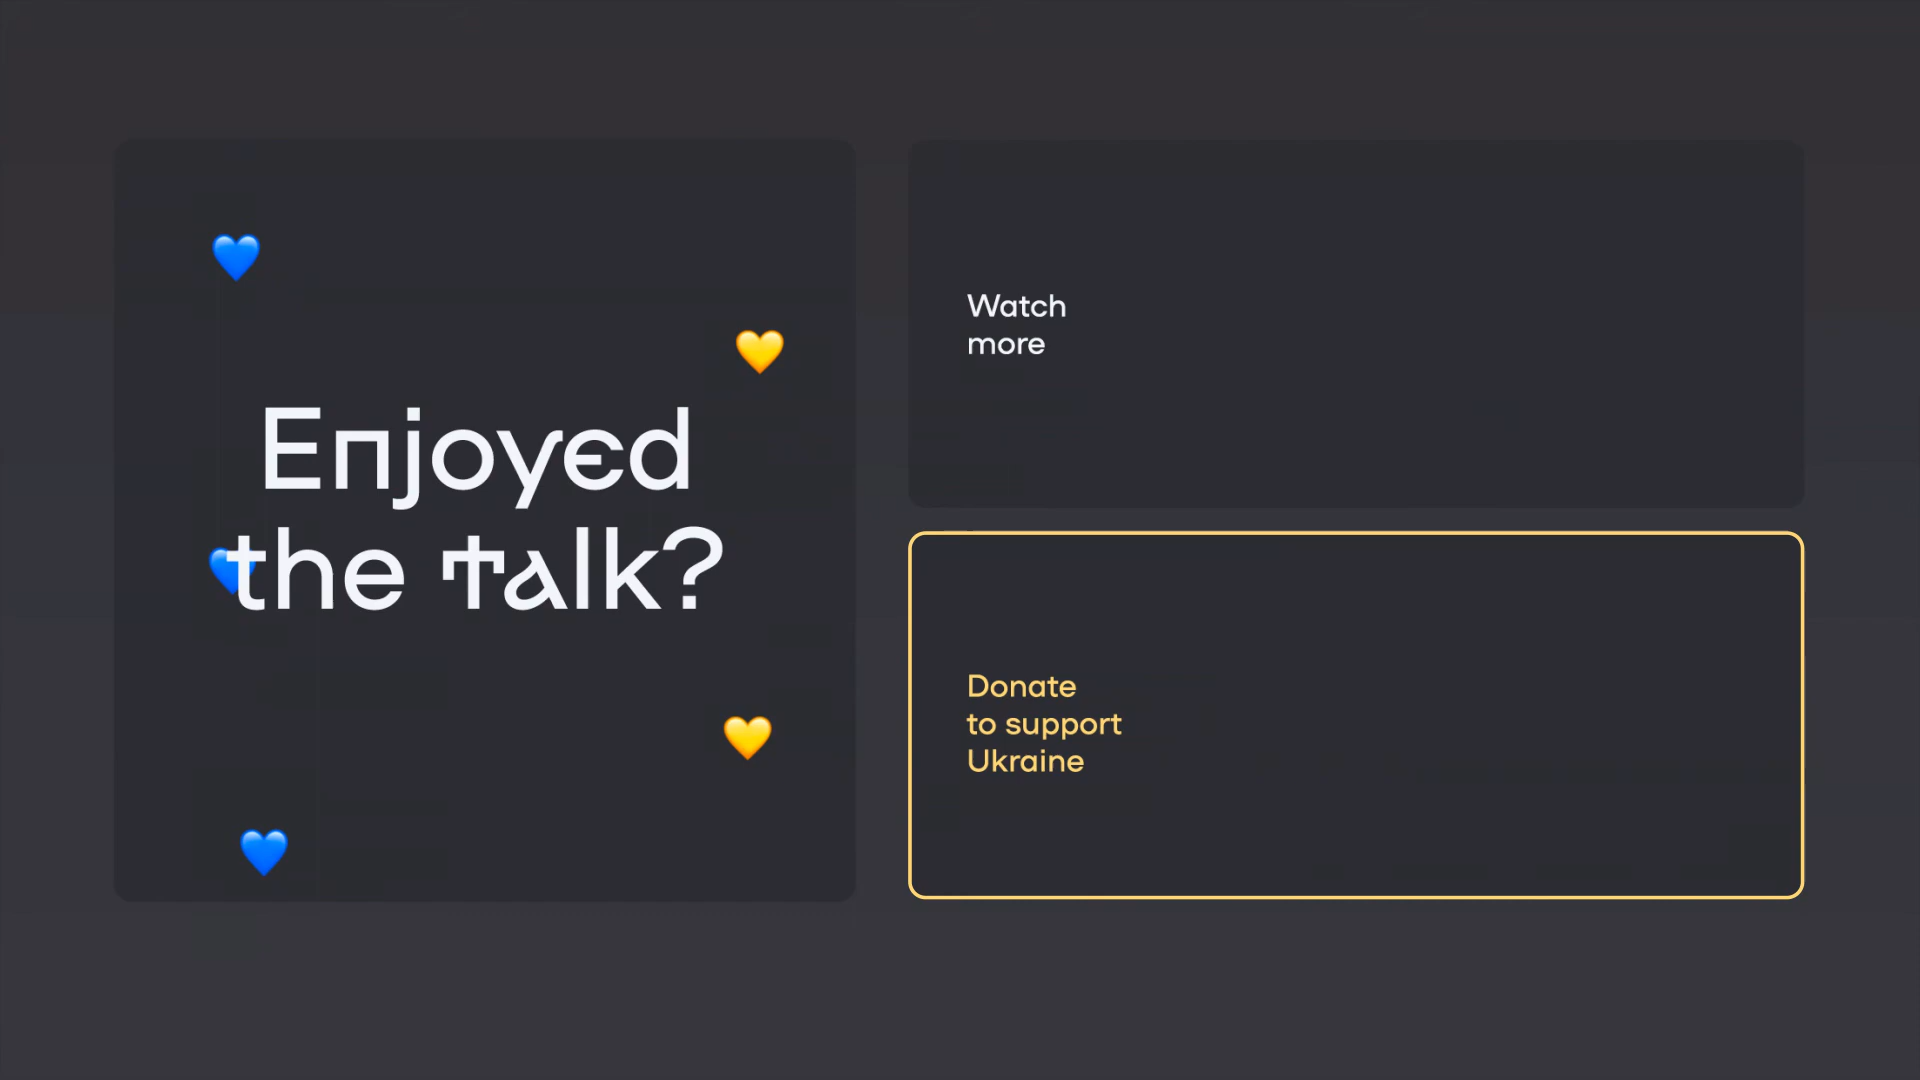 Enjoyed
the talk?
Watch
more
Donate
to support
Ukraine